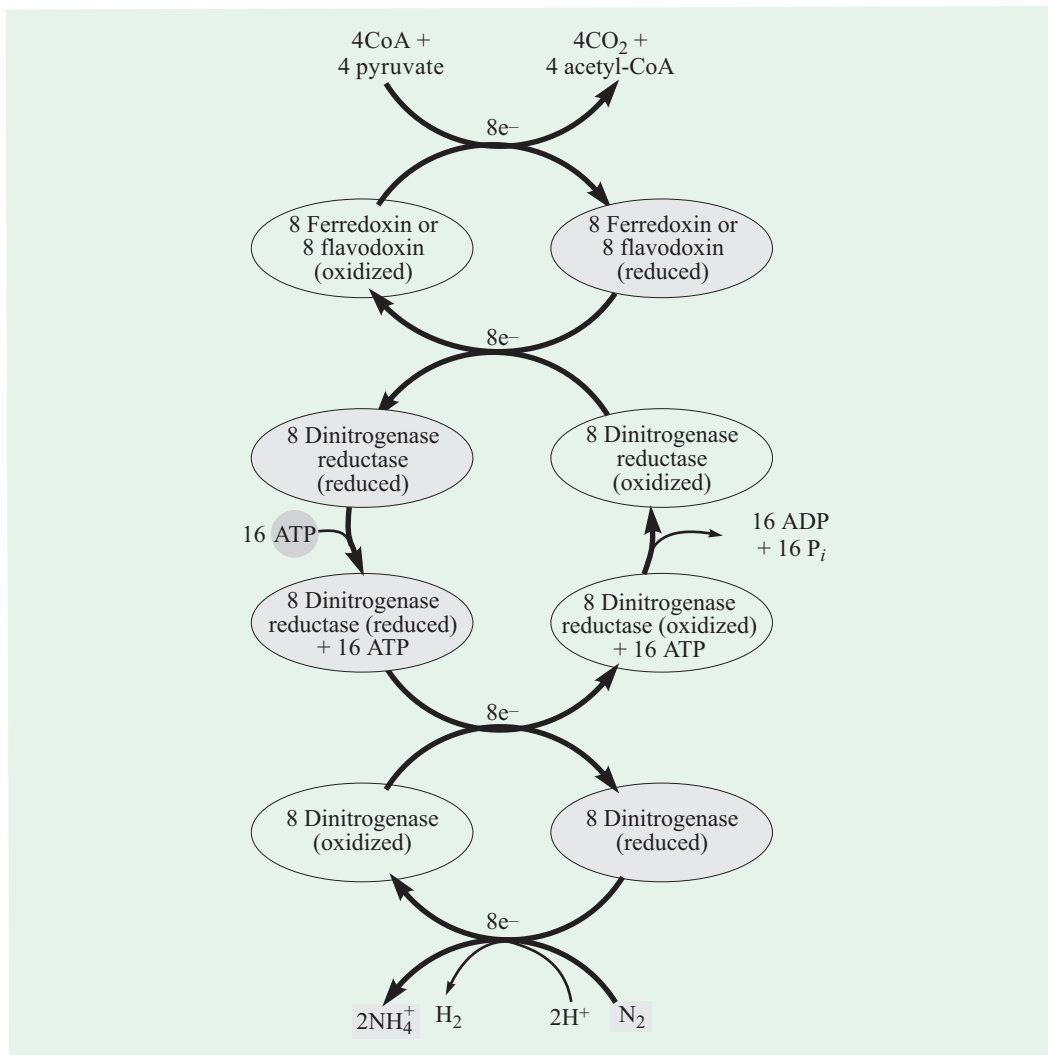 4CoA +
4 pyruvate
4CO₂ +
4 acetyl-CoA
8e⁻
8 Ferredoxin or
8 flavodoxin
(oxidized)
8 Ferredoxin or
8 flavodoxin
(reduced)
8e⁻
8 Dinitrogenase
reductase
(reduced)
8 Dinitrogenase
reductase
(oxidized)
16 ATP
16 ADP
+ 16 Pᵢ
8 Dinitrogenase
reductase (reduced)
+ 16 ATP
8 Dinitrogenase
reductase (oxidized)
+ 16 ATP
8e⁻
8 Dinitrogenase
(oxidized)
8 Dinitrogenase
(reduced)
8e⁻
2NH₄⁺ H₂ 2H⁺ N₂